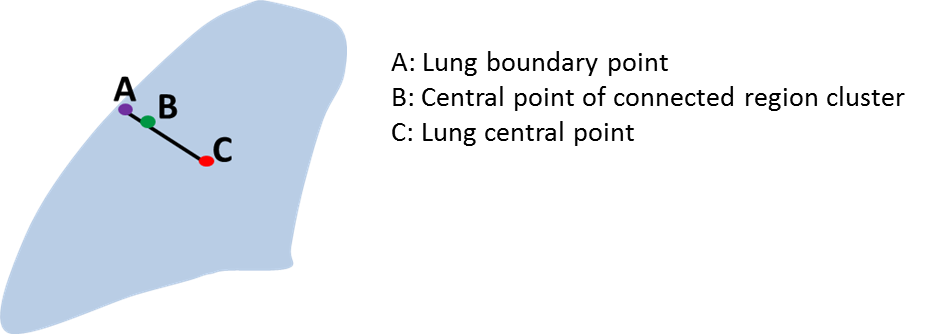 A
B
C
A: Lung boundary point
B: Central point of connected region cluster
C: Lung central point